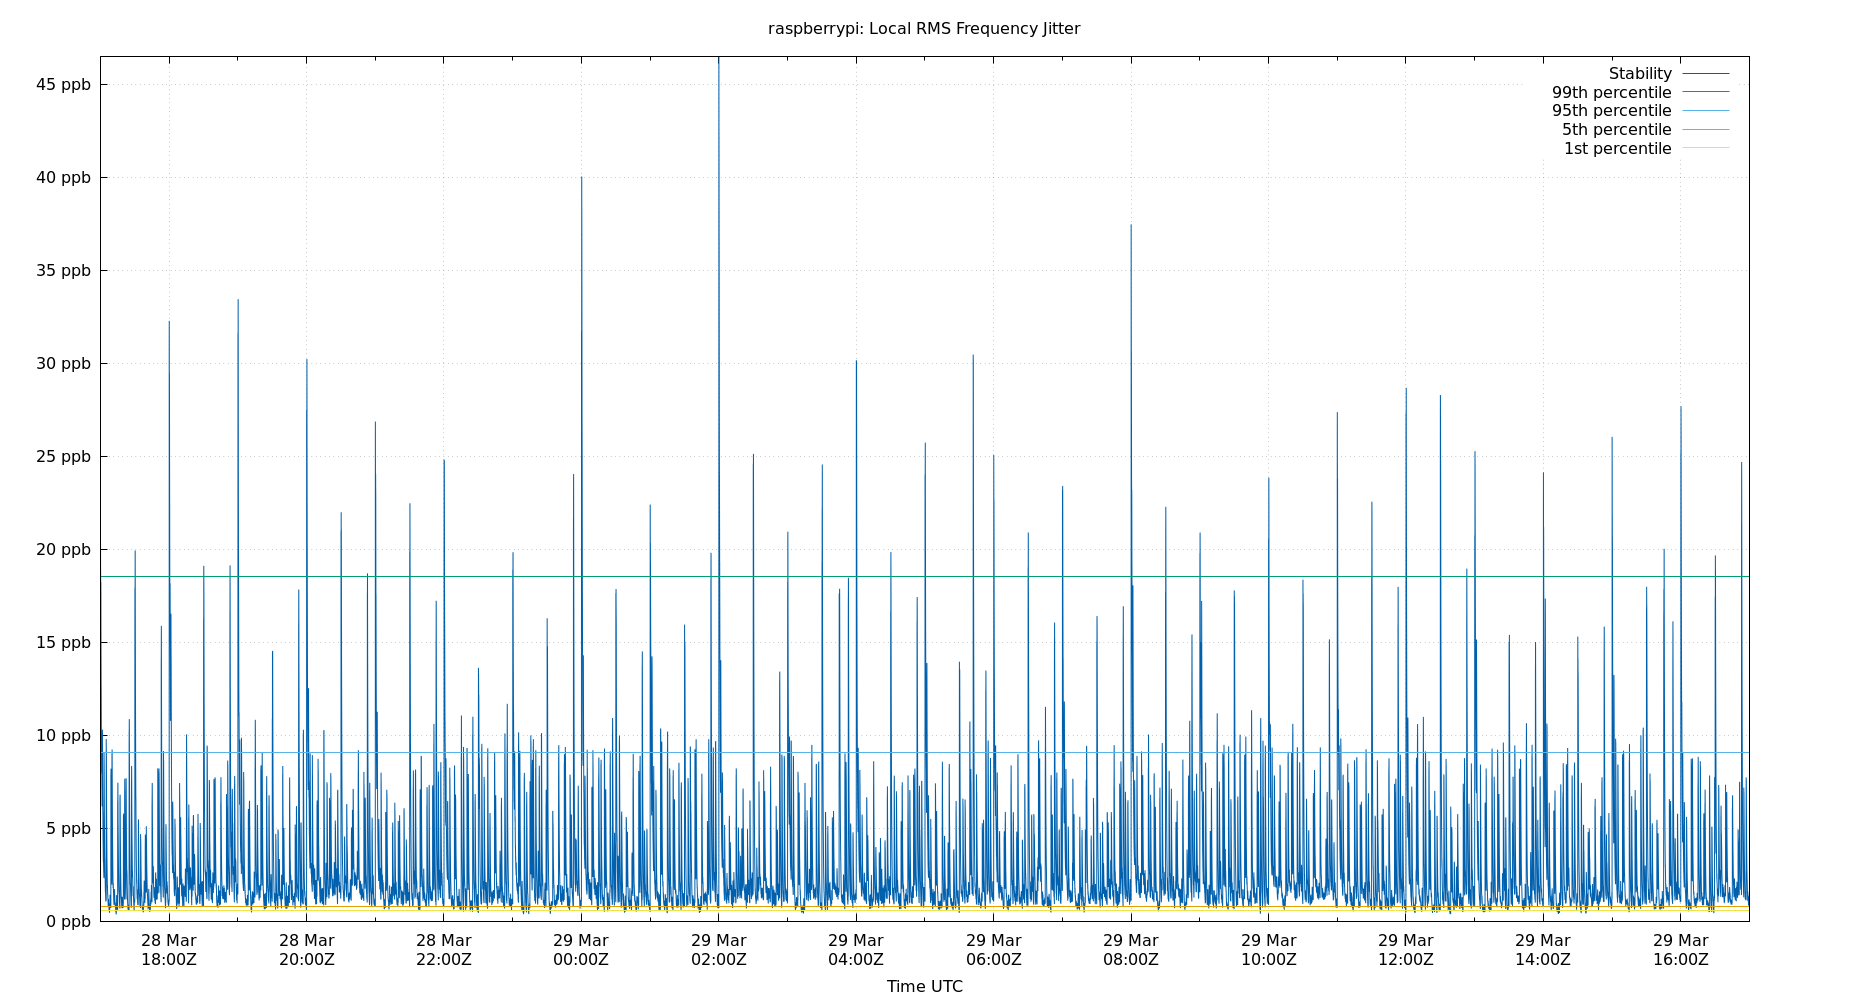 raspberrypi: Local RMS Frequency Jitter
Stability
99th percentile
95th percentile
5th percentile
1st percentile
45 ppb
40 ppb
35 ppb
30 ppb
25 ppb
20 ppb
15 ppb
10 ppb
5 ppb
0 ppb
28 Mar 28 Mar 28 Mar 29 Mar 29 Mar 29 Mar 29 Mar 29 Mar 29 Mar 29 Mar 29 Mar 29 Mar
18:00Z 20:00Z 22:00Z 00:00Z 02:00Z 04:00Z 06:00Z 08:00Z 10:00Z 12:00Z 14:00Z 16:00Z
Time UTC